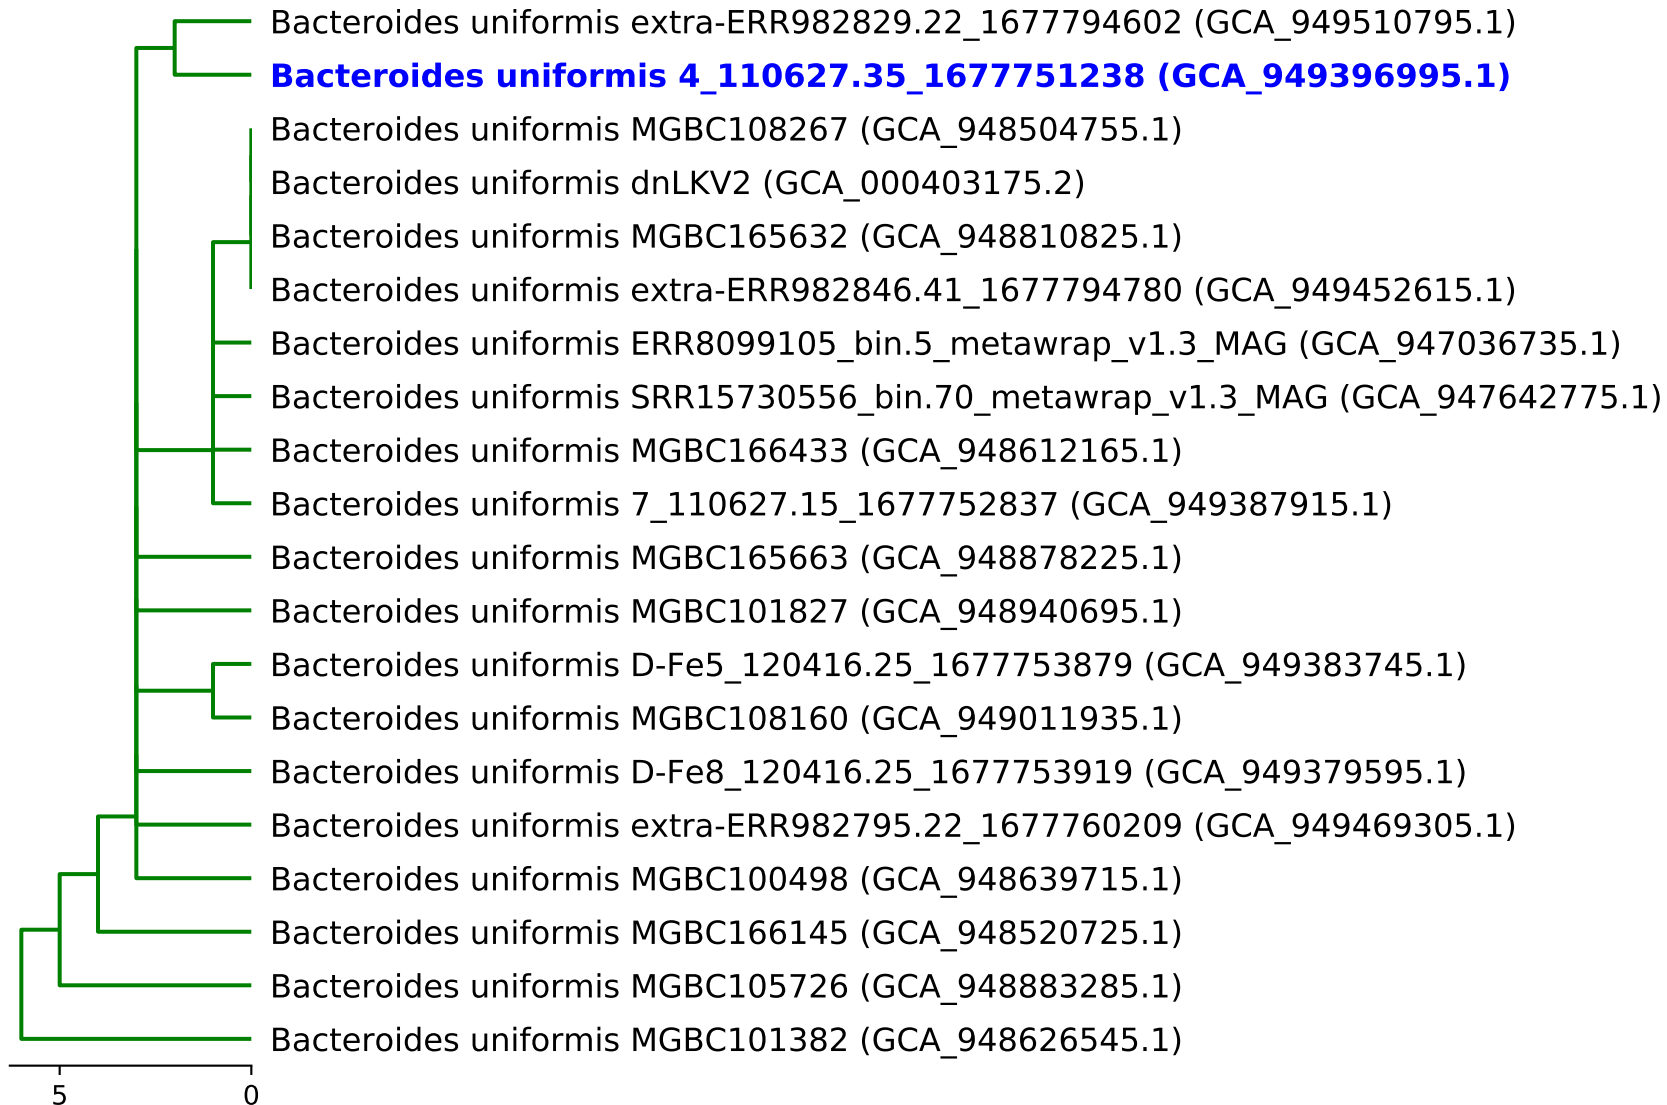 Bacteroides uniformis extra-ERR982829.22_1677794602 (GCA_949510795.1)
Bacteroides uniformis 4_110627.35_1677751238 (GCA_949396995.1)
Bacteroides uniformis MGBC108267 (GCA_948504755.1)
Bacteroides uniformis dnLKV2 (GCA_000403175.2)
Bacteroides uniformis MGBC165632 (GCA_948810825.1)
Bacteroides uniformis extra-ERR982846.41_1677794780 (GCA_949452615.1)
Bacteroides uniformis ERR8099105_bin.5_metawrap_v1.3_MAG (GCA_947036735.1)
Bacteroides uniformis SRR15730556_bin.70_metawrap_v1.3_MAG (GCA_947642775.1)
Bacteroides uniformis MGBC166433 (GCA_948612165.1)
Bacteroides uniformis 7_110627.15_1677752837 (GCA_949387915.1)
Bacteroides uniformis MGBC165663 (GCA_948878225.1)
Bacteroides uniformis MGBC101827 (GCA_948940695.1)
Bacteroides uniformis D-Fe5_120416.25_1677753879 (GCA_949383745.1)
Bacteroides uniformis MGBC108160 (GCA_949011935.1)
Bacteroides uniformis D-Fe8_120416.25_1677753919 (GCA_949379595.1)
Bacteroides uniformis extra-ERR982795.22_1677760209 (GCA_949469305.1)
Bacteroides uniformis MGBC100498 (GCA_948639715.1)
Bacteroides uniformis MGBC166145 (GCA_948520725.1)
Bacteroides uniformis MGBC105726 (GCA_948883285.1)
Bacteroides uniformis MGBC101382 (GCA_948626545.1)
5 0